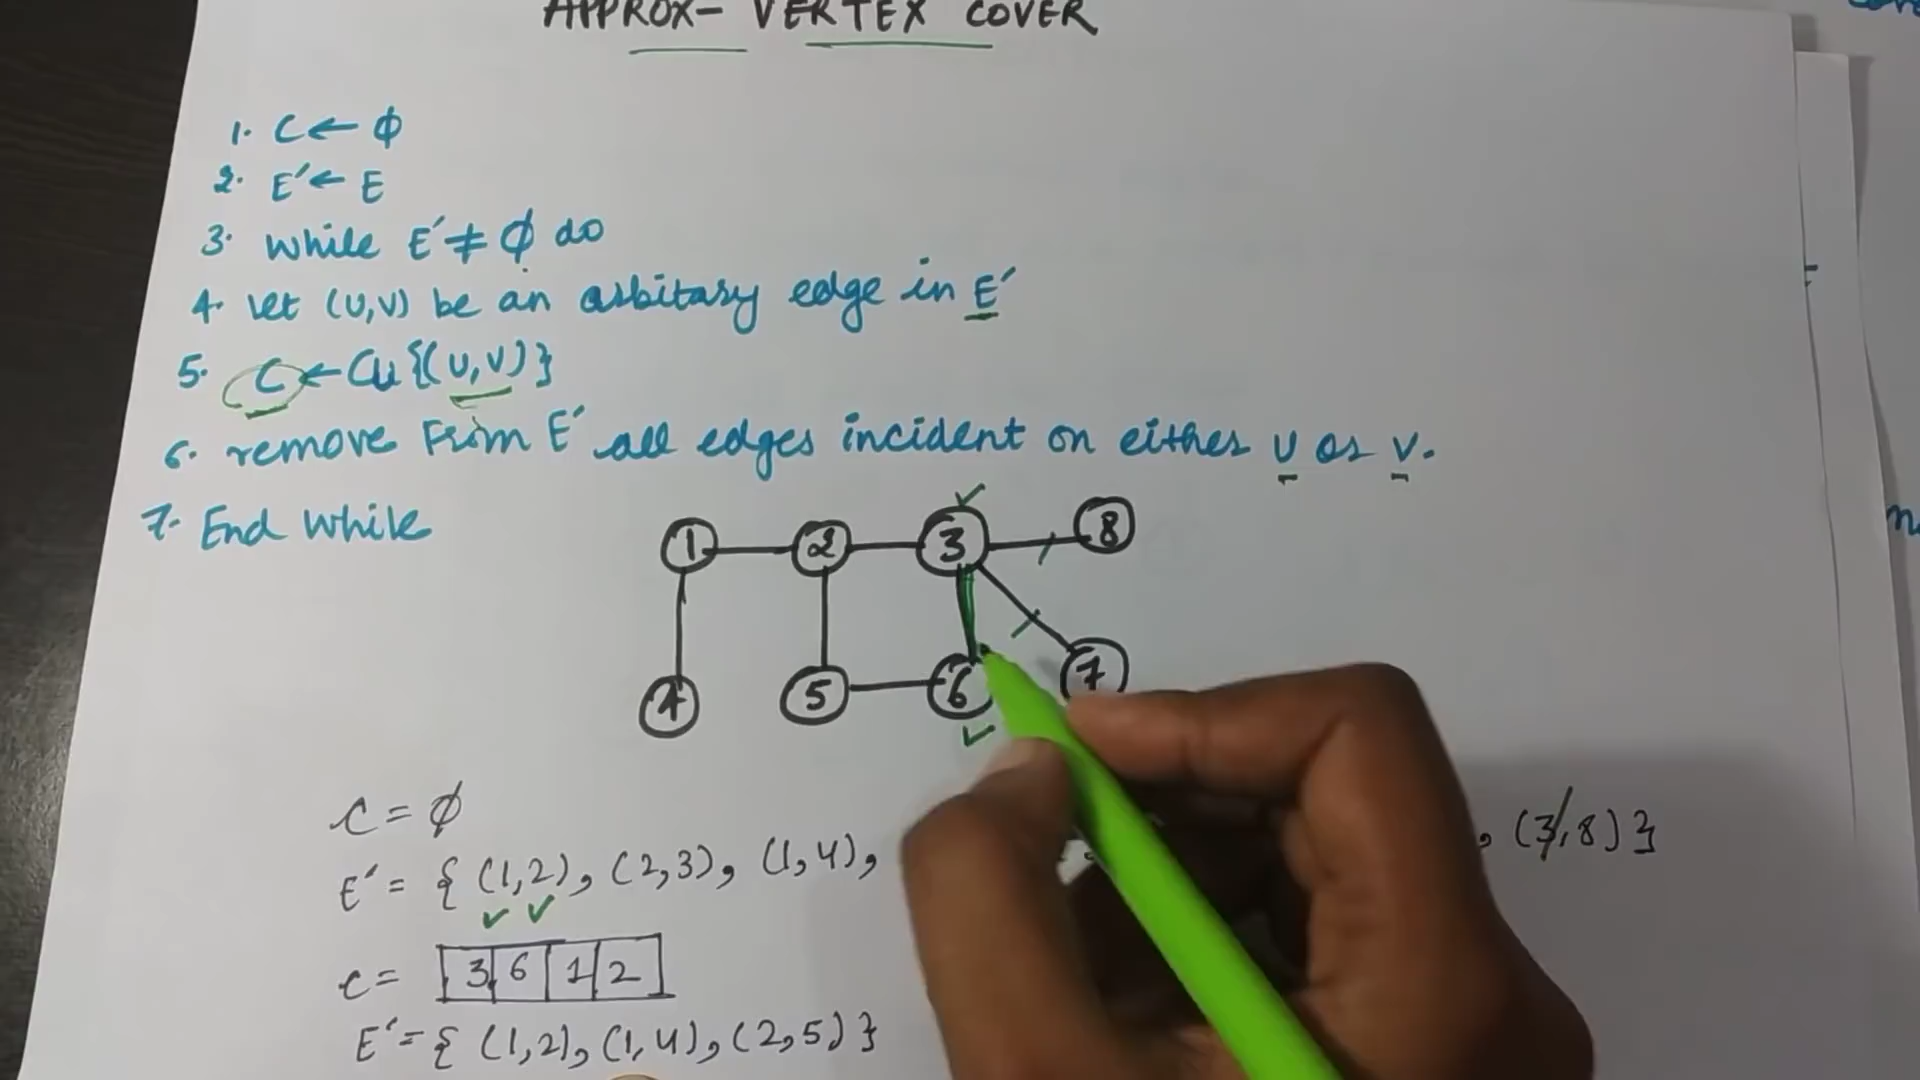 APPROX- VERTEX COVER
1. C ← ϕ
2. E' ← E
3. while E' ≠ ϕ do
4. let (u,v) be an arbitary edge in E'
5. C ← C u {(u,v)}
6. remove From E' all edges incident on either u or v.
7. End while
1 2 3 8
4 5 6 7
C = ϕ
E' = { (1,2), (2,3), (1,4), , (3,8) }
c = 3 6 1 2
E' = { (1,2), (1,4), (2,5) }